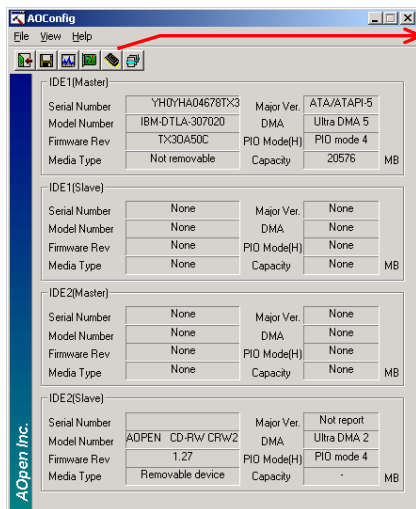 AOConfig
File View Help
IDE1(Master)
Serial Number YH0YHA04678TX3 Major Ver. ATA/ATAPI-5
Model Number IBM-DTLA-307020 DMA Ultra DMA 5
Firmware Rev TX3OA50C PIO Mode(H) PIO mode 4
Media Type Not removable Capacity 20576 MB
IDE1(Slave)
Serial Number None Major Ver. None
Model Number None DMA None
Firmware Rev None PIO Mode(H) None
Media Type None Capacity None MB
IDE2(Master)
Serial Number None Major Ver. None
Model Number None DMA None
Firmware Rev None PIO Mode(H) None
Media Type None Capacity None MB
IDE2(Slave)
Serial Number Major Ver. Not report
Model Number AOPEN CD-RW CRW2 DMA Ultra DMA 2
Firmware Rev 1.27 PIO Mode(H) PIO mode 4
Media Type Removable device Capacity - MB
AOpen Inc.